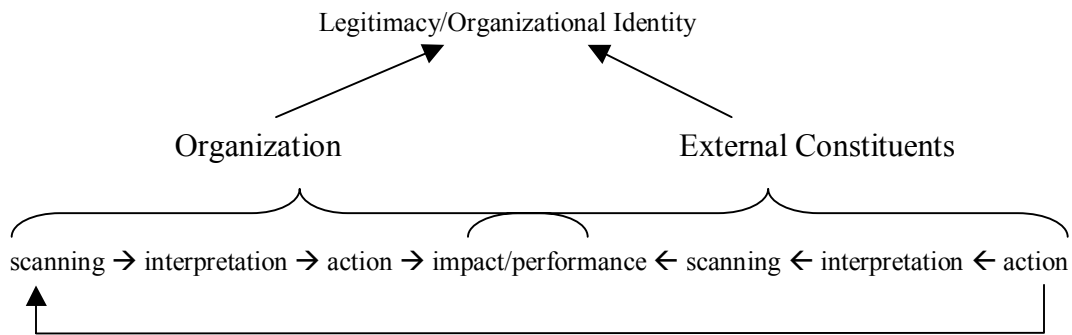 Legitimacy/Organizational Identity
Organization External Constituents
scanning → interpretation → action → impact/performance ← scanning ← interpretation ← action